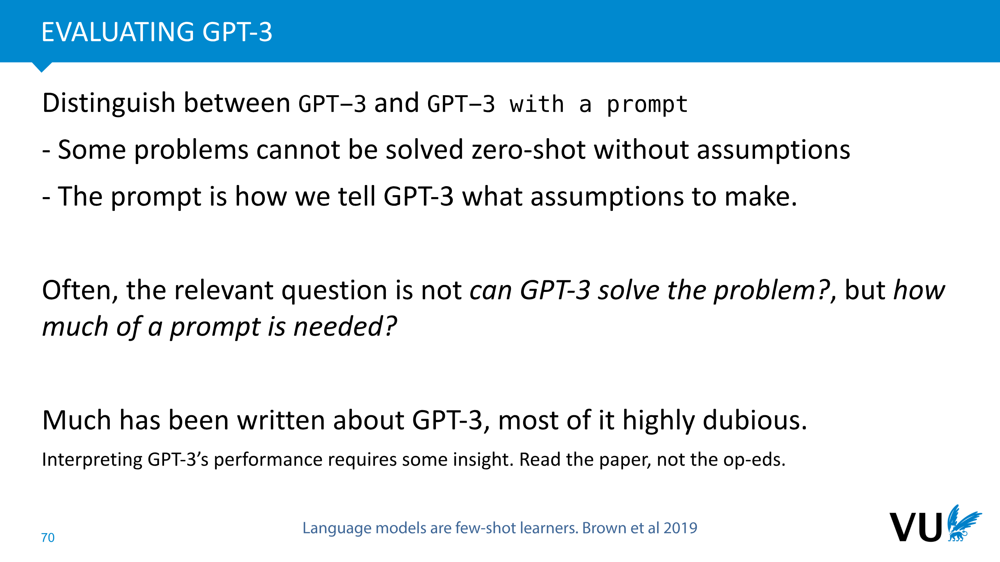 EVALUATING GPT-3
Distinguish between GPT–3 and GPT–3 with a prompt
- Some problems cannot be solved zero-shot without assumptions
- The prompt is how we tell GPT-3 what assumptions to make.
Often, the relevant question is not can GPT-3 solve the problem?, but how
much of a prompt is needed?
Much has been written about GPT-3, most of it highly dubious.
Interpreting GPT-3’s performance requires some insight. Read the paper, not the op-eds.
Language models are few-shot learners. Brown et al 2019
70
VU